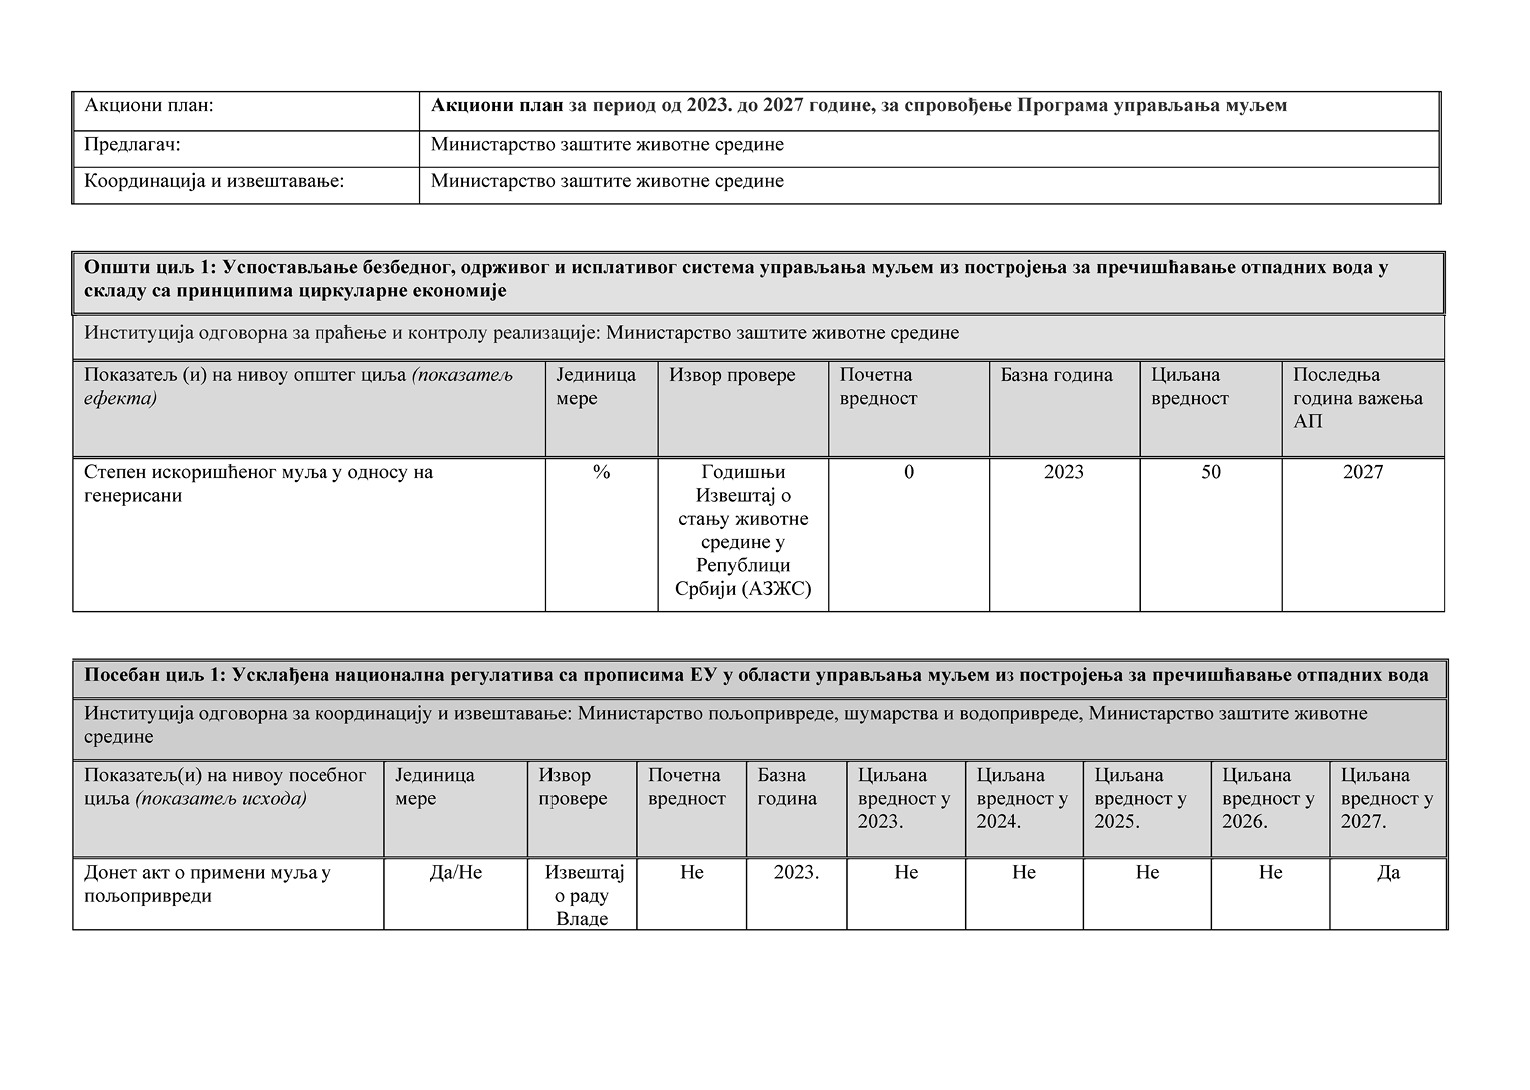 Акциони план:
Акциони план за период од 2023. до 2027 године, за спровођење Програма управљања муљем
Предлагач:
Министарство заштите животне средине
Координација и извештавање:
Министарство заштите животне средине
Општи циљ 1: Успостављање безбедног, одрживог и исплативог система управљања муљем из постројења за пречишћавање отпадних вода у
складу са принципима циркуларне економије
Институција одговорна за праћење и контролу реализације: Министарство заштите животне средине
Показатељ (и) на нивоу општег циља (показатељ
ефекта)
Јединица
мере
Извор провере
Почетна
вредност
Базна година
Циљана
вредност
Последња
година важења
АП
Степен искоришћеног муља у односу на
генерисани
%
Годишњи
Извештај о
стању животне
средине у
Републици
Србији (АЗЖС)
0
2023
50
2027
Посебан циљ 1: Усклађена национална регулатива са прописима ЕУ у области управљања муљем из постројења за пречишћавање отпадних вода
Институција одговорна за координацију и извештавање: Министарство пољопривреде, шумарства и водопривреде, Министарство заштите животне
средине
Показатељ(и) на нивоу посебног
циља (показатељ исхода)
Јединица
мере
Извор
провере
Почетна
вредност
Базна
година
Циљана
вредност у
2023.
Циљана
вредност у
2024.
Циљана
вредност у
2025.
Циљана
вредност у
2026.
Циљана
вредност у
2027.
Донет акт о примени муља у
пољопривреди
Да/Не
Извештај
о раду
Владе
Не
2023.
Не
Не
Не
Не
Да